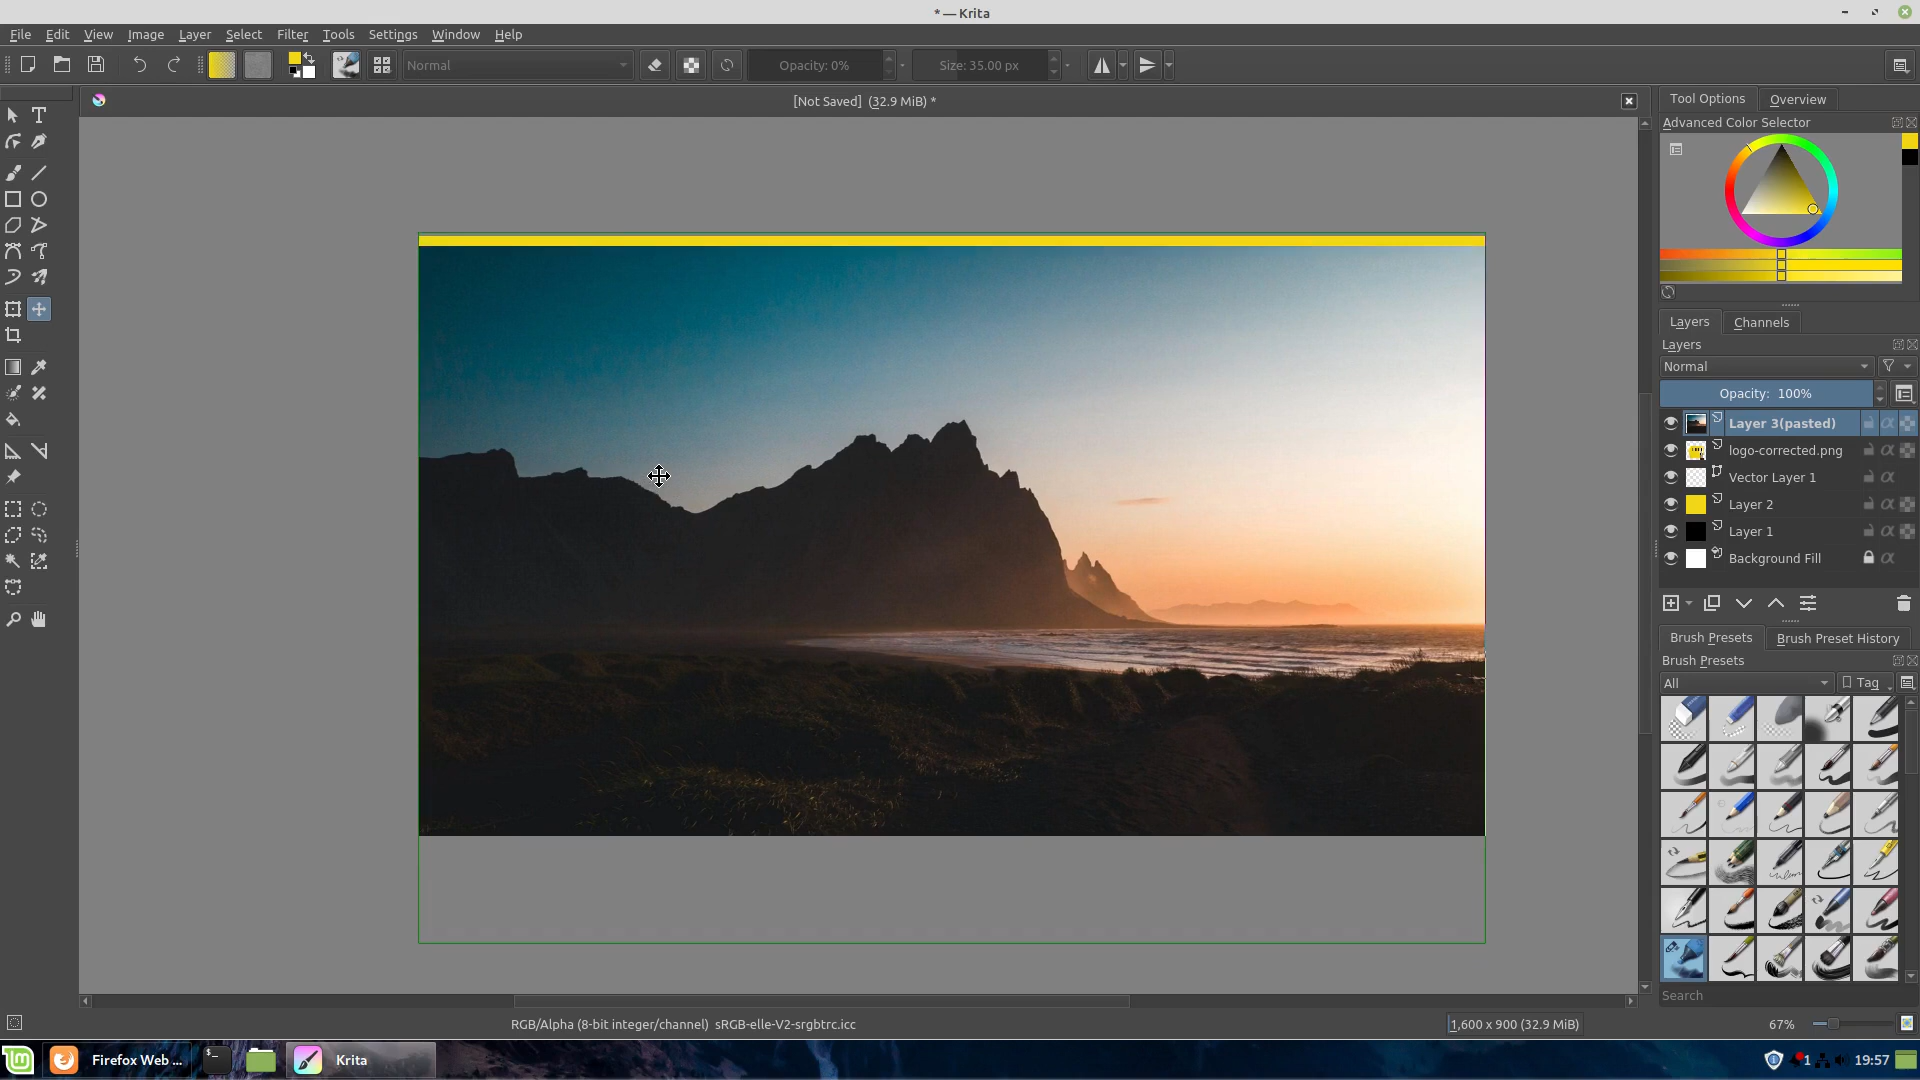 * — Krita
File Edit View Image Layer Select Filter Tools Settings Window Help
Normal
Opacity: 0%
Size: 35.00 px
[Not Saved] (32.9 MiB) *
Tool Options
Overview
Advanced Color Selector
Layers
Channels
Layers
Normal
Opacity: 100%
Layer 3(pasted)
logo-corrected.png
Vector Layer 1
Layer 2
Layer 1
Background Fill
Brush Presets
Brush Preset History
Brush Presets
All
Tag
Search
RGB/Alpha (8-bit integer/channel) sRGB-elle-V2-srgbtrc.icc
1,600 x 900 (32.9 MiB)
67%
Firefox Web ...
Krita
1
19:57